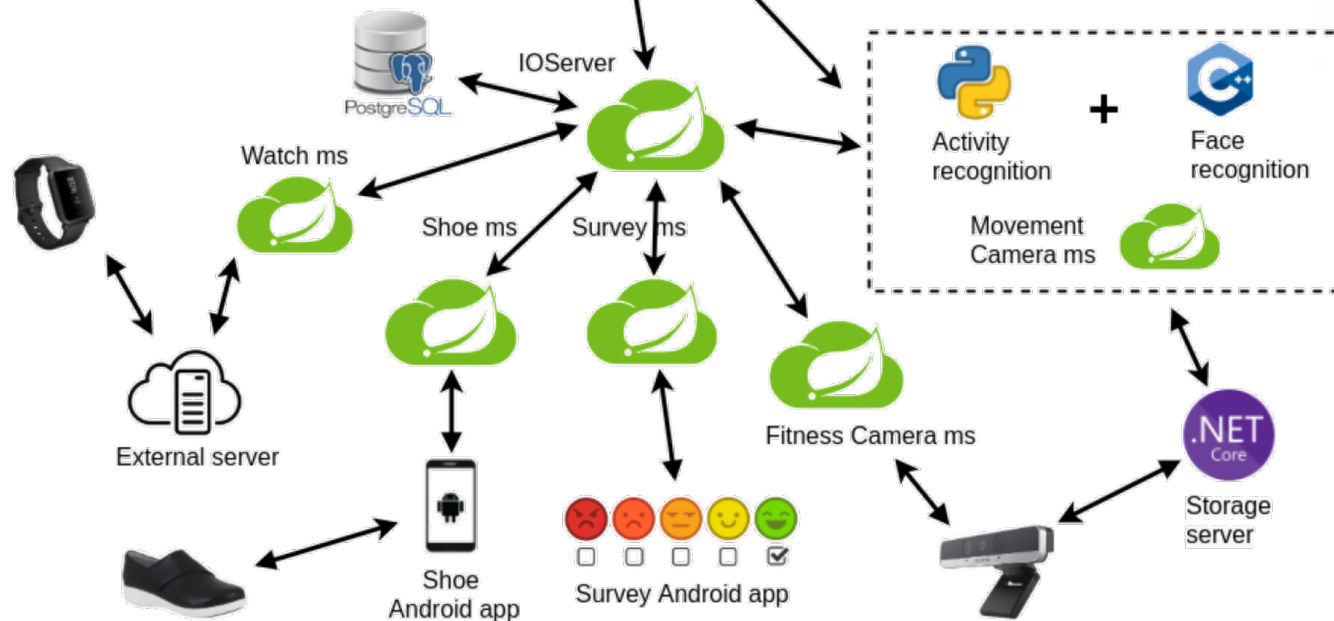 IOServer
PostgreSQL
Watch ms
Activity
recognition
+
C++
Face
recognition
Shoe ms
Survey ms
Movement
Camera ms
External server
Fitness Camera ms
.NET
Core
Storage
server
Shoe
Android app
Survey Android app